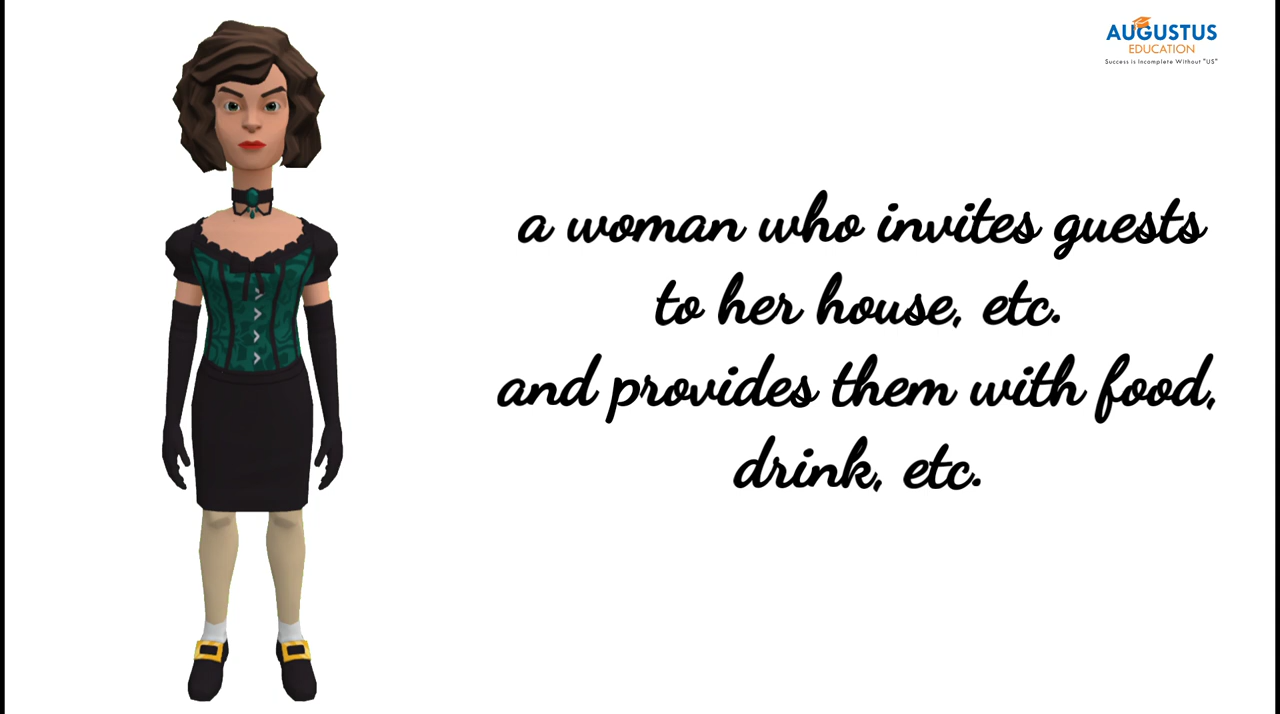 AUGUSTUS
EDUCATION
Success is Incomplete Without "US"
a woman who invites guests
to her house, etc.
and provides them with food,
drink, etc.